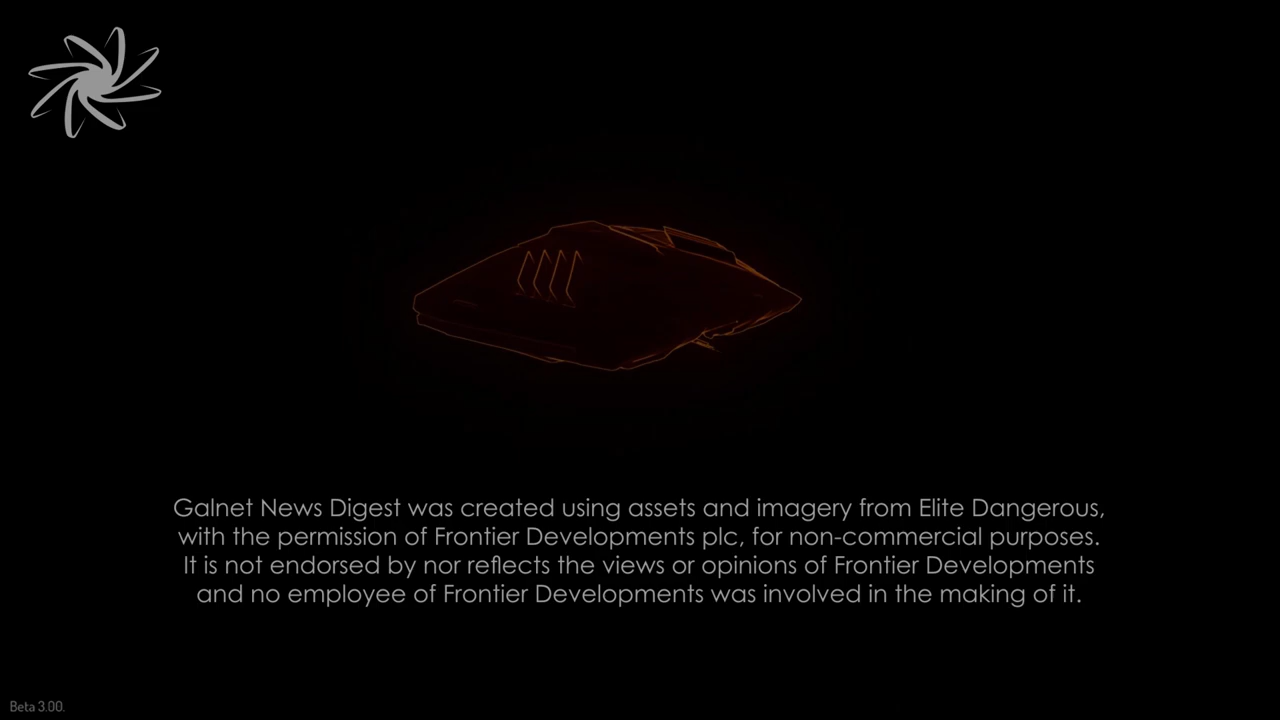 Galnet News Digest was created using assets and imagery from Elite Dangerous,
with the permission of Frontier Developments plc, for non-commercial purposes.
It is not endorsed by nor reflects the views or opinions of Frontier Developments
and no employee of Frontier Developments was involved in the making of it.
Beta 3.00.